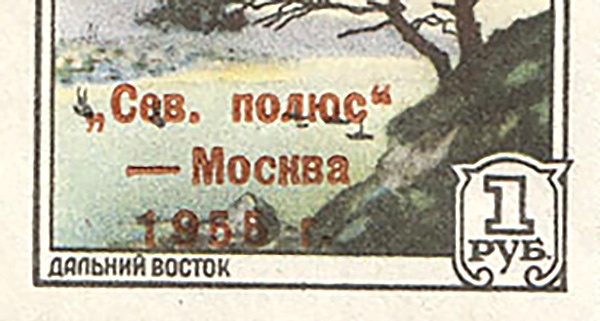 „Сев. полюс“
— Москва
1955 г.
1
РУБ.
ДАЛЬНИЙ ВОСТОК